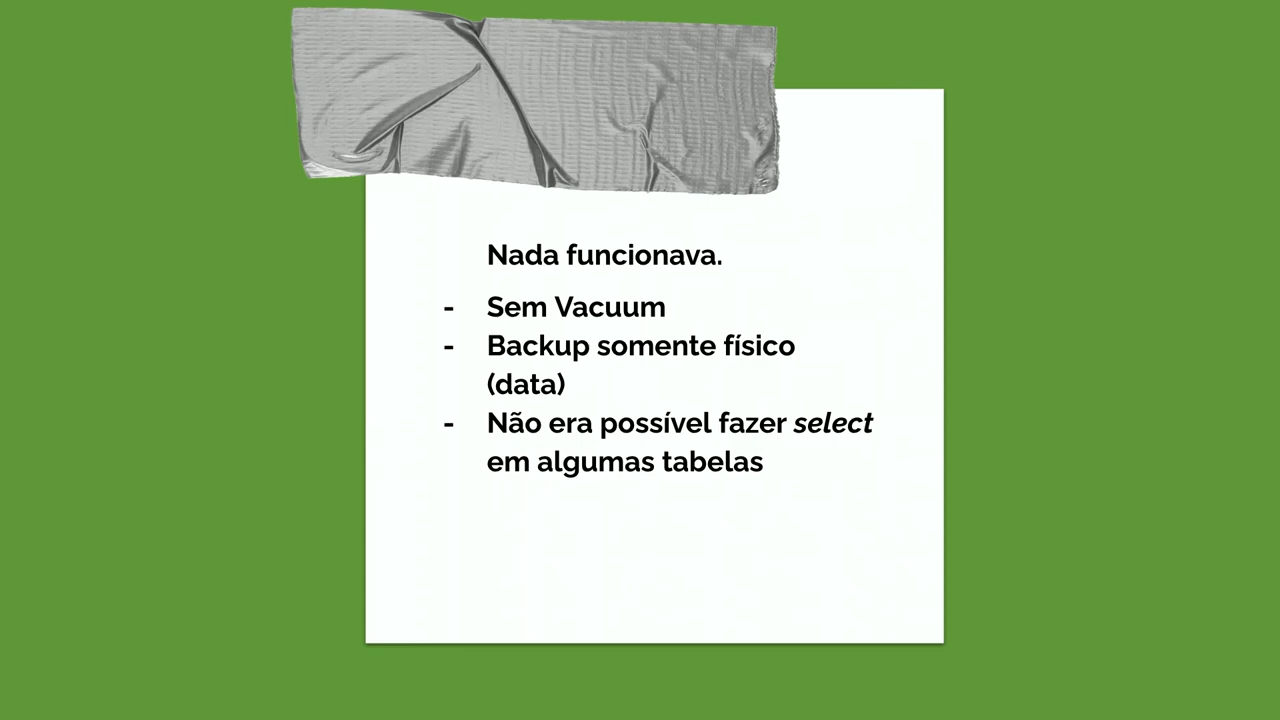 Nada funcionava.
- Sem Vacuum
- Backup somente físico
(data)
- Não era possível fazer select
em algumas tabelas